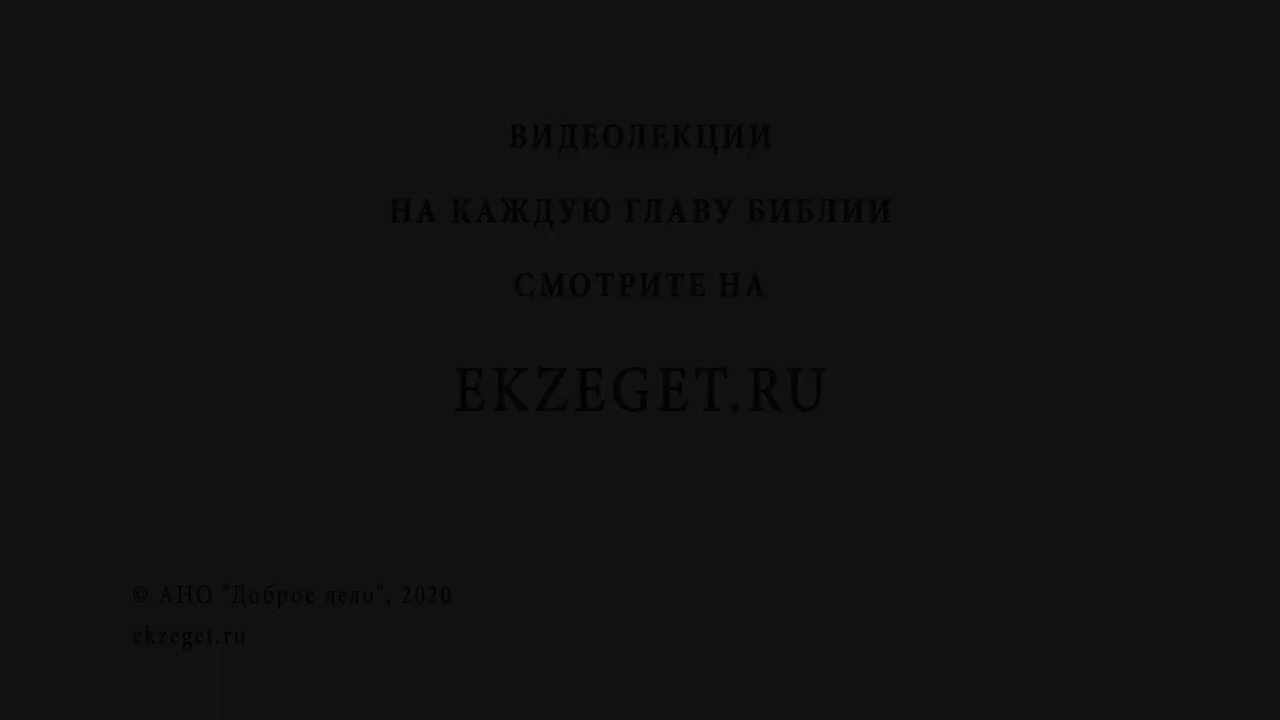 ВИДЕОЛЕКЦИИ
НА КАЖДУЮ ГЛАВУ БИБЛИИ
СМОТРИТЕ НА
EKZEGET.RU
© АНО "Доброе дело", 2020
ekzeget.ru